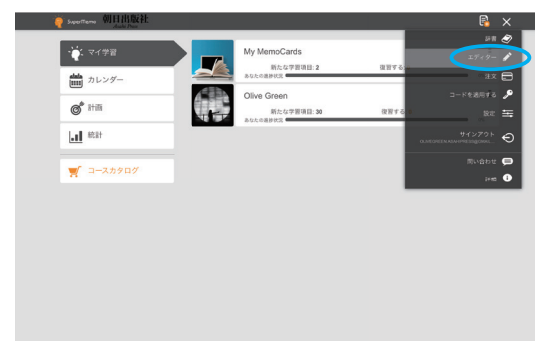 SuperMemo 朝日出版社
Asahi Press
マイ学習
カレンダー
計画
統計
コースカタログ
My MemoCards
新たな学習項目: 2 復習する
あなたの進捗状況
Olive Green
新たな学習項目: 30 復習する
あなたの進捗状況
辞書
エディター
注文
コードを適用する
設定
サインアウト
問い合わせ